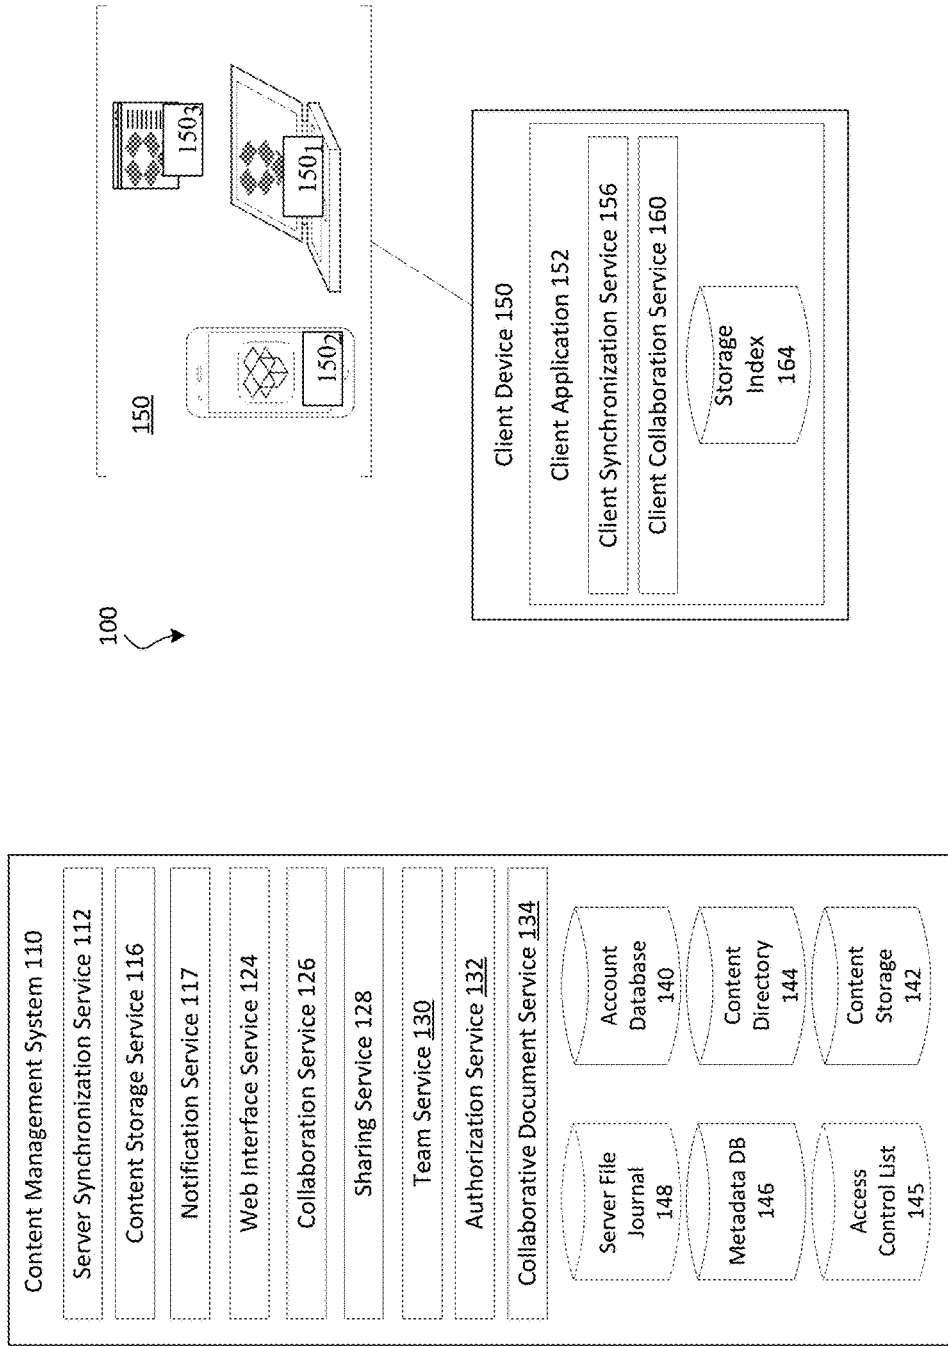 Content Management System 110
Server Synchronization Service 112
Content Storage Service 116
Notification Service 117
Web Interface Service 124
Collaboration Service 126
Sharing Service 128
Team Service 130
Authorization Service 132
Collaborative Document Service 134
Server File
Journal
148
Account
Database
140
Metadata DB
146
Content
Directory
144
Access
Control List
145
Content
Storage
142
100
150
150₂
150₁
150₃
Client Device 150
Client Application 152
Client Synchronization Service 156
Client Collaboration Service 160
Storage
Index
164